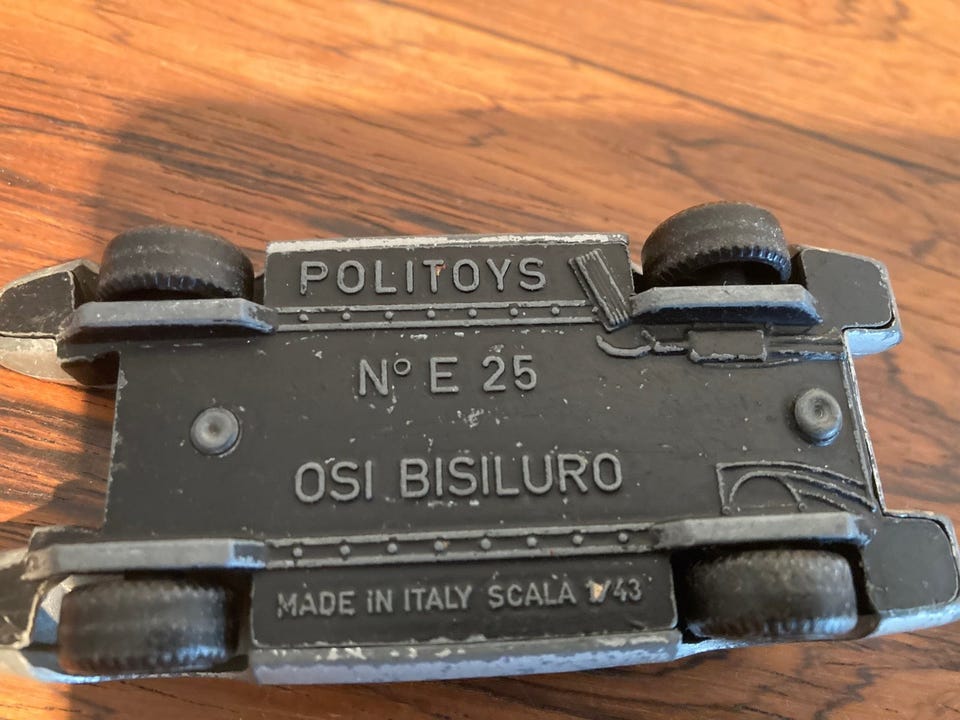 POLITOYS
N° E 25
OSI BISILURO
MADE iN ITALY SCALA 1/43